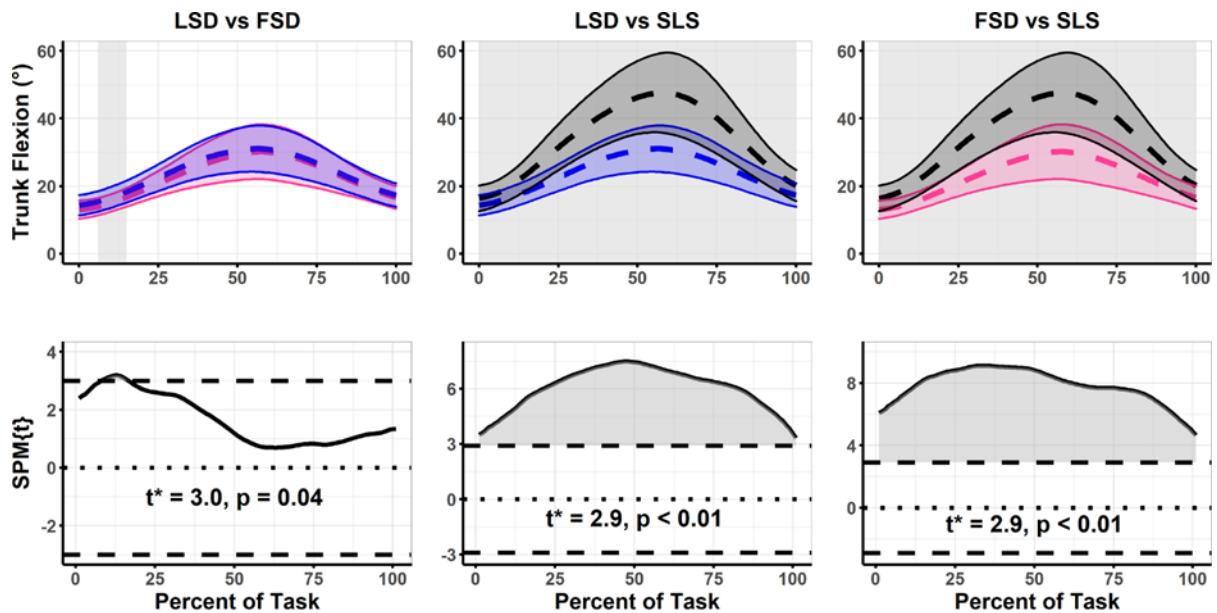 LSD vs FSD
LSD vs SLS
FSD vs SLS
Trunk Flexion (°)
60
40
20
0
0 25 50 75 100
60
40
20
0
0 25 50 75 100
60
40
20
0
0 25 50 75 100
SPM{t}
4
2
0
-2
t* = 3.0, p = 0.04
0 25 50 75 100
Percent of Task
6
3
0
-3
t* = 2.9, p < 0.01
0 25 50 75 100
Percent of Task
8
4
0
t* = 2.9, p < 0.01
0 25 50 75 100
Percent of Task